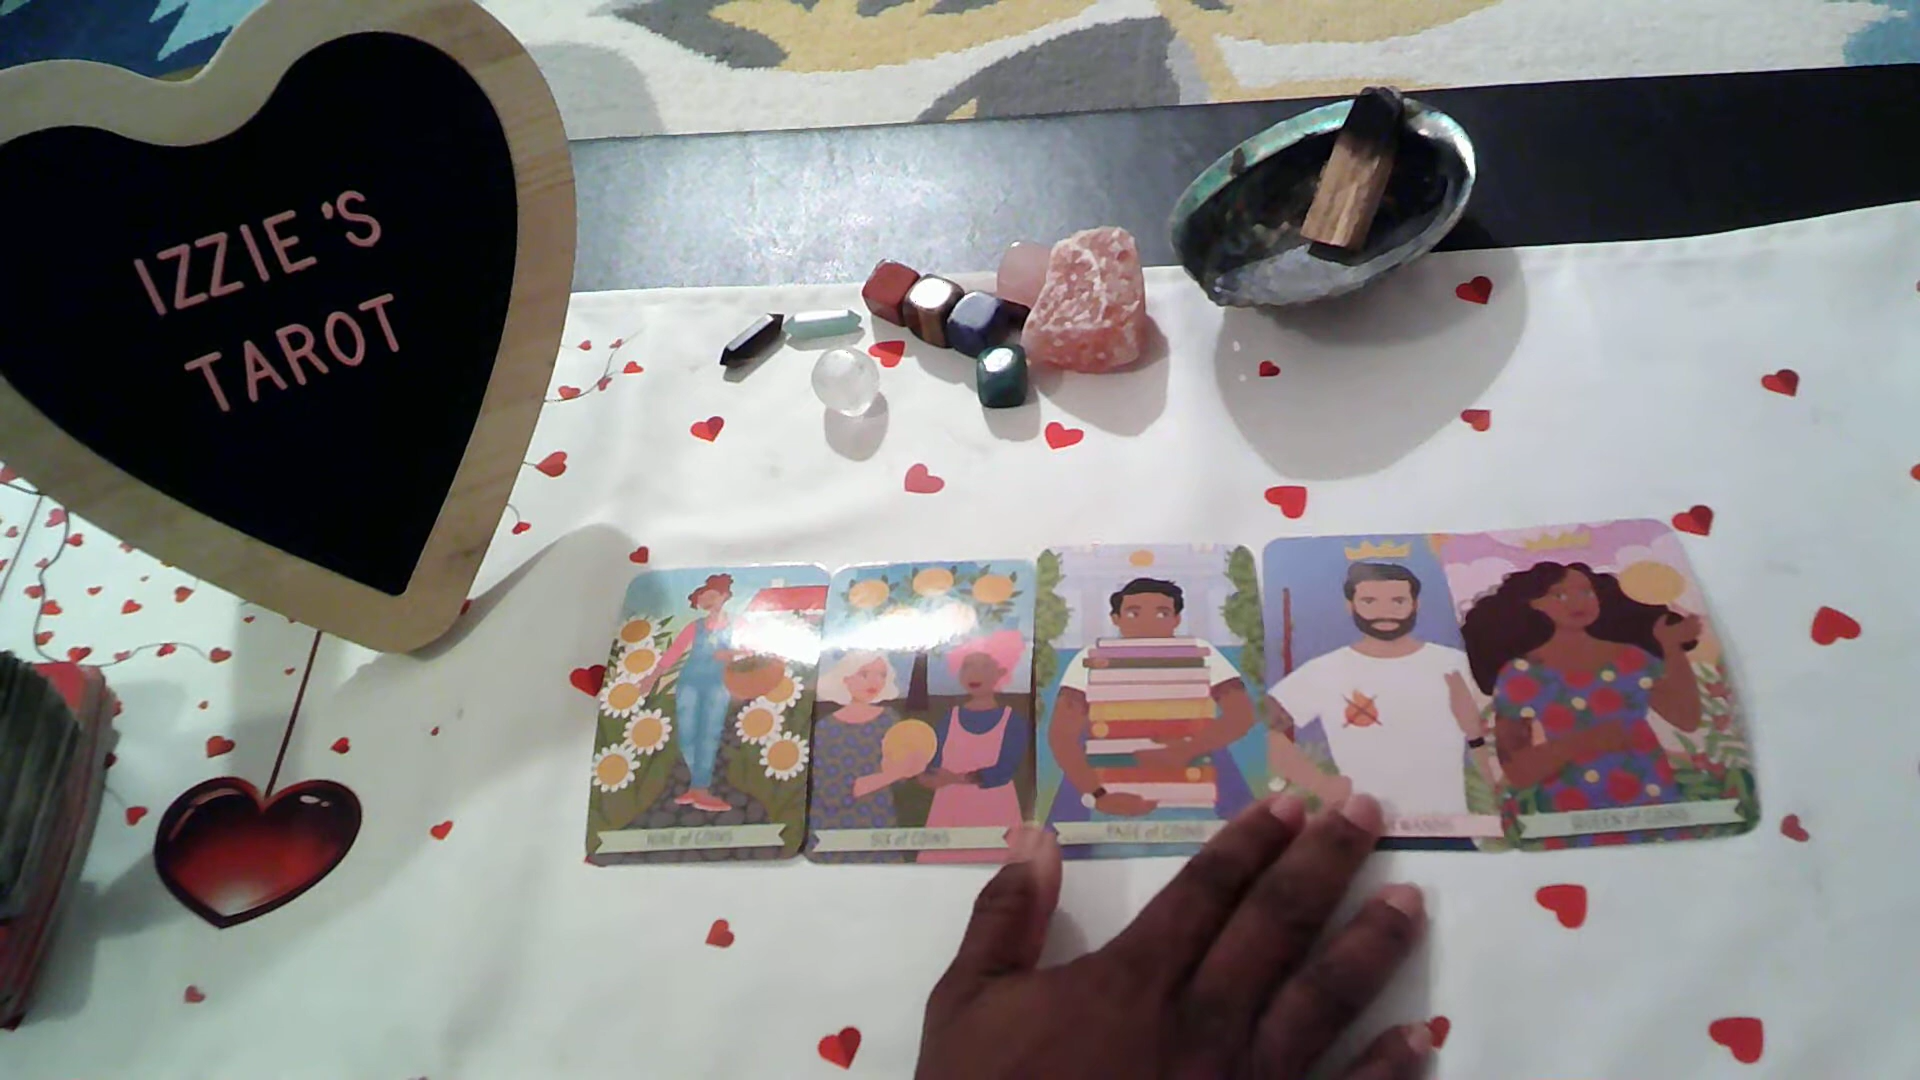 IZZIE'S
TAROT
NINE of COINS
SIX of COINS
PAGE of COINS
WANDS
QUEEN of COINS